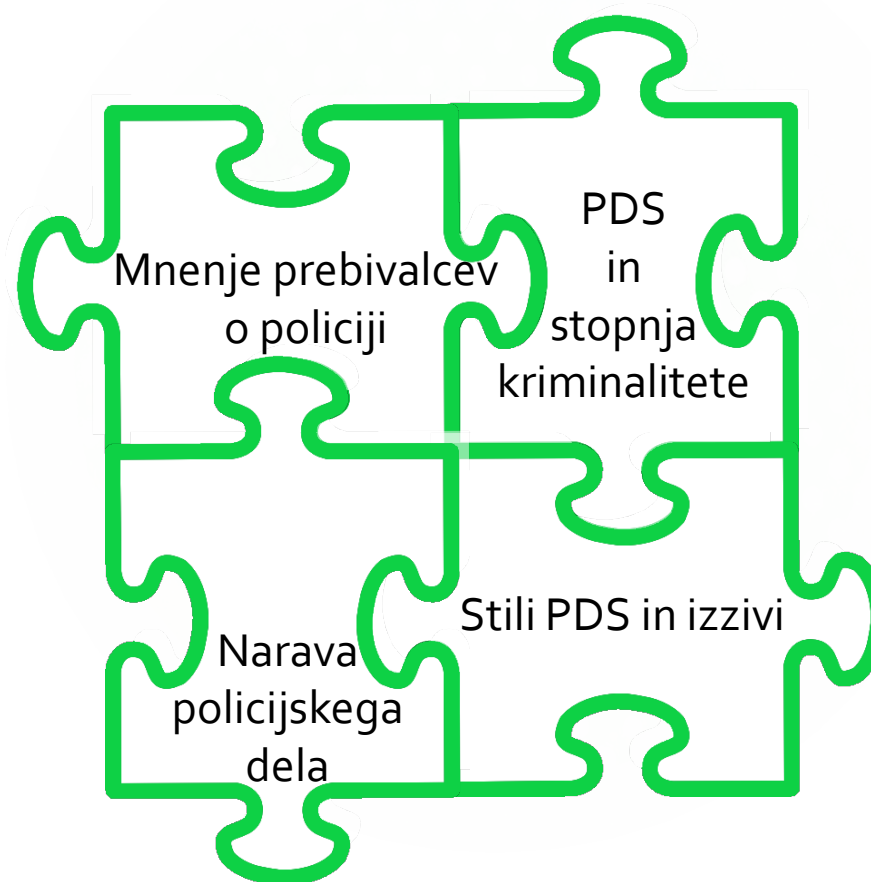 Mnenje prebivalcev
o policiji
PDS
in
stopnja
kriminalitete
Narava
policijskega
dela
Stili PDS in izzivi